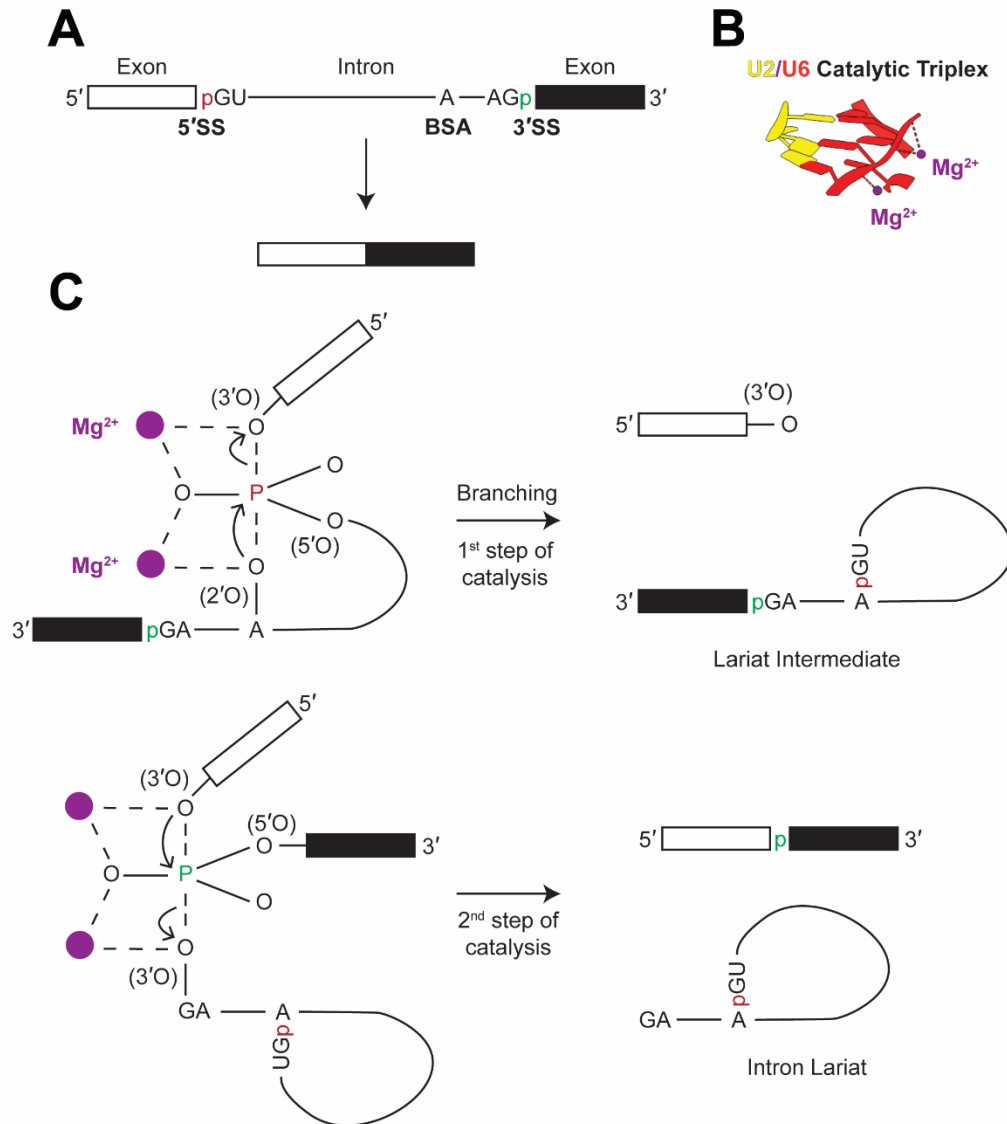 A
B
Exon
Intron
Exon
5′
pGU
A
AGp
3′
5′SS
BSA
3′SS
U2/U6 Catalytic Triplex
Mg2+
Mg2+
C
5′
(3′O)
Mg2+
O
O
O
P
O
(5′O)
Mg2+
O
(2′O)
3′
pGA
A
Branching
1st step of
catalysis
(3′O)
5′
O
pGU
3′
pGA
A
Lariat Intermediate
5′
(3′O)
O
(5′O)
O
3′
O
P
O
O
(3′O)
GA
A
UGp
2nd step of
catalysis
5′
p
3′
pGU
GA
A
Intron Lariat